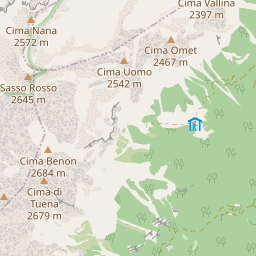 Cima Vallina
2397 m
Cima Nana
2572 m
Cima Omet
2467 m
Cima Uomo
2542 m
Sasso Rosso
2645 m
Cima Benon
2684 m
Cima di
Tuena
2679 m